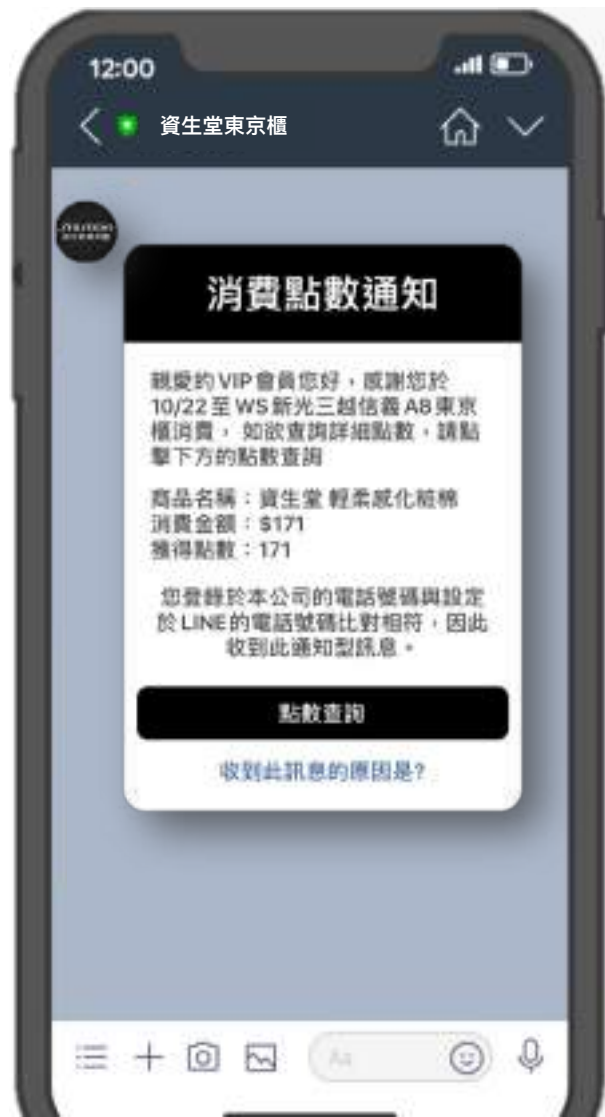 12:00
資生堂東京櫃
消費點數通知
親愛的 VIP 會員您好，感謝您於
10/22 至 WS 新光三越信義 A8 東京
櫃消費， 如欲查詢詳細點數，請點
擊下方的點數查詢
商品名稱：資生堂 輕柔感化粧棉
消費金額：$171
獲得點數：171
您登錄於本公司的電話號碼與設定
於 LINE 的電話號碼比對相符，因此
收到此通知型訊息。
點數查詢
收到此訊息的原因是?
Aa